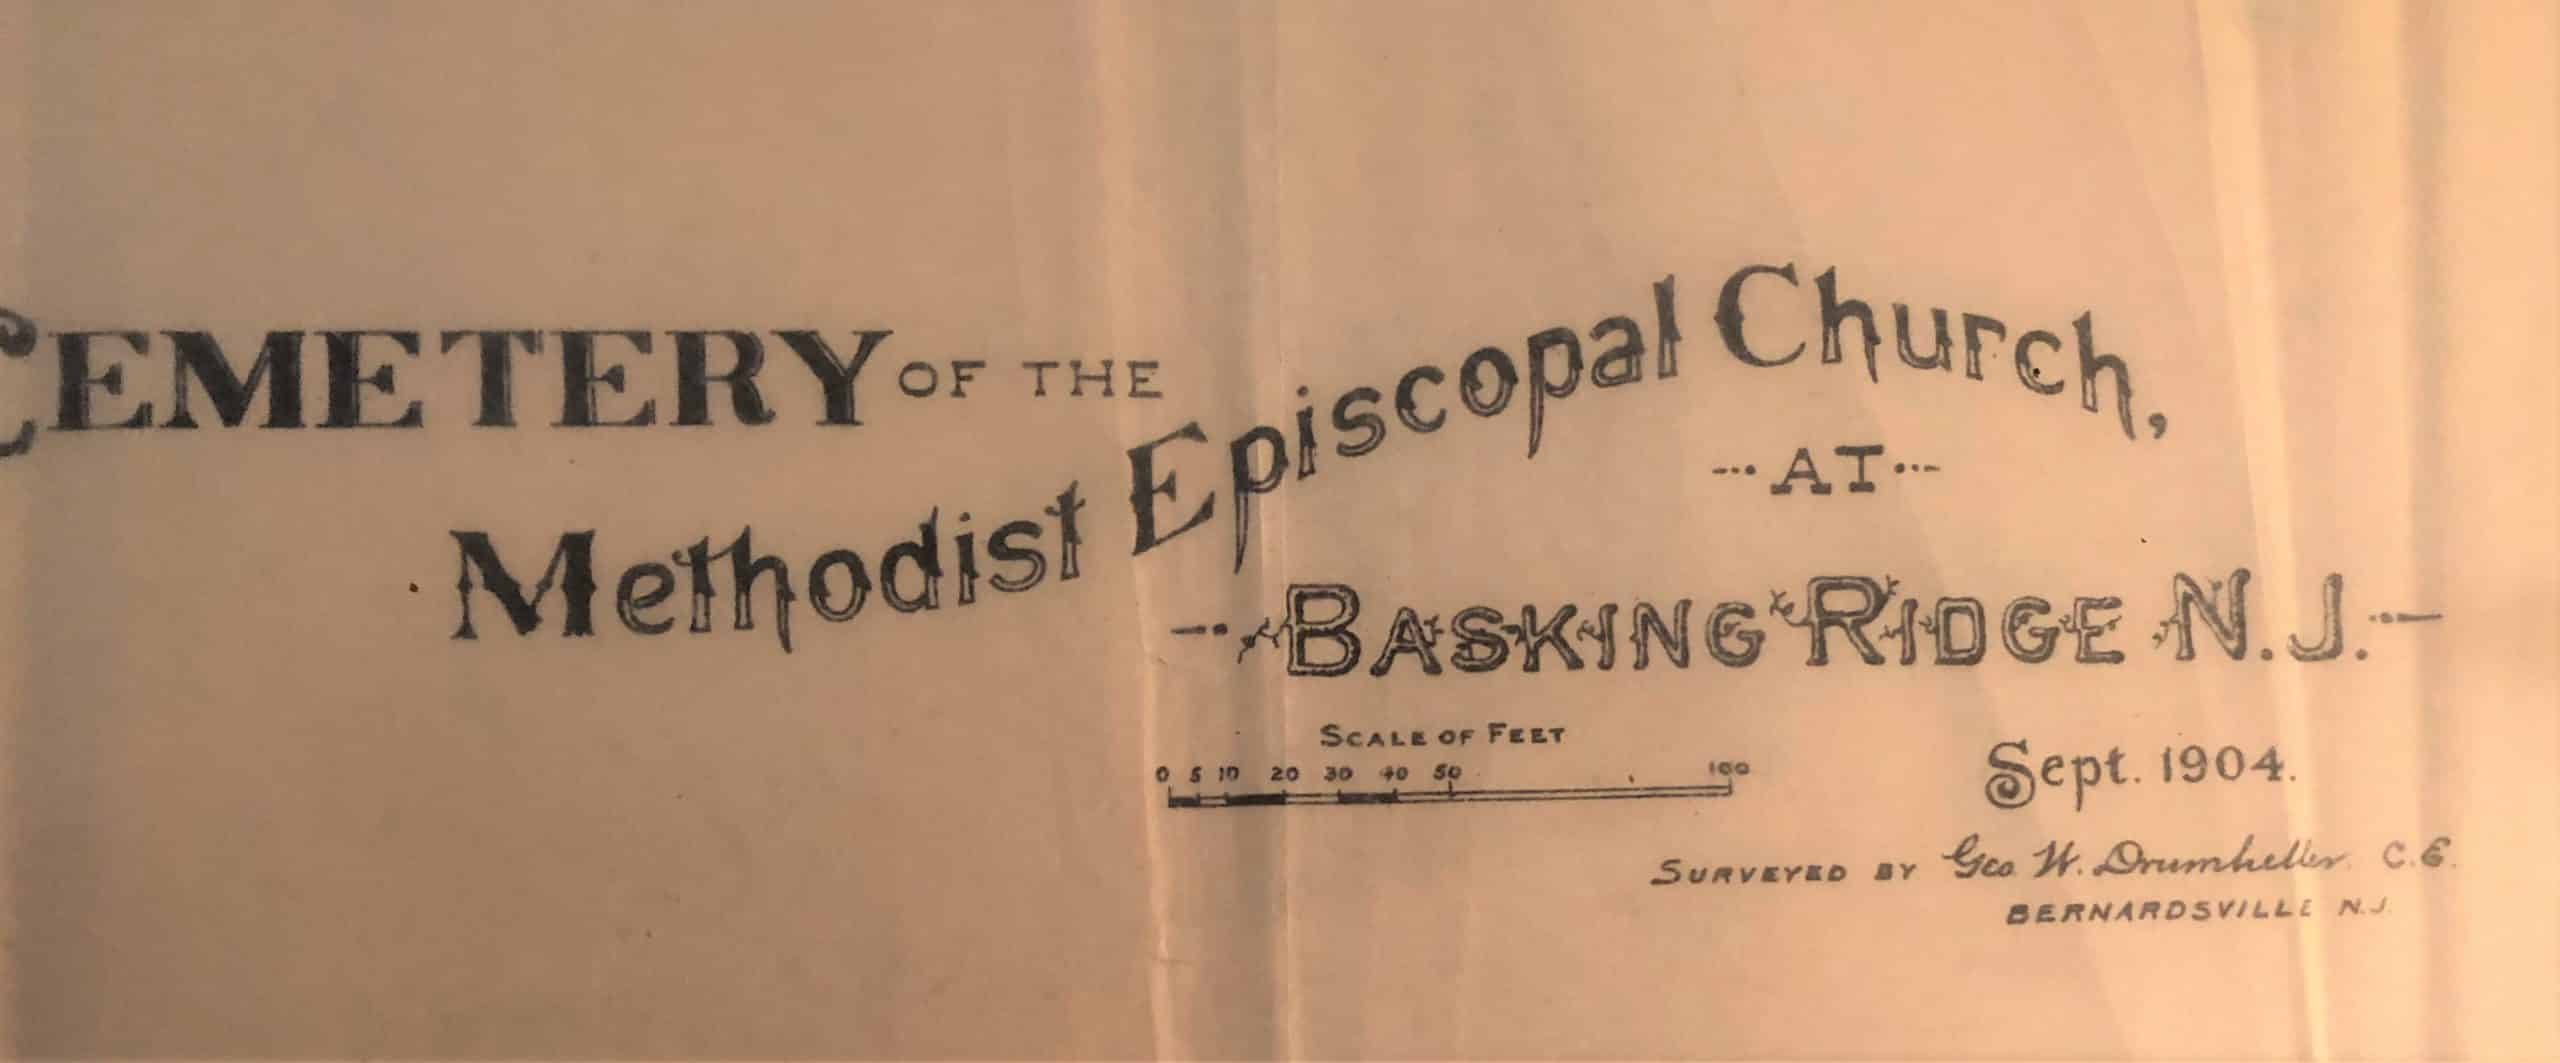 CEMETERY OF THE
Methodist Episcopal Church,
--- AT ---
BASKING RIDGE N.J.
SCALE OF FEET
0 5 10 20 30 40 50 100
Sept. 1904.
SURVEYED BY Geo. W. Drumheller. C.E.
BERNARDSVILLE N.J.